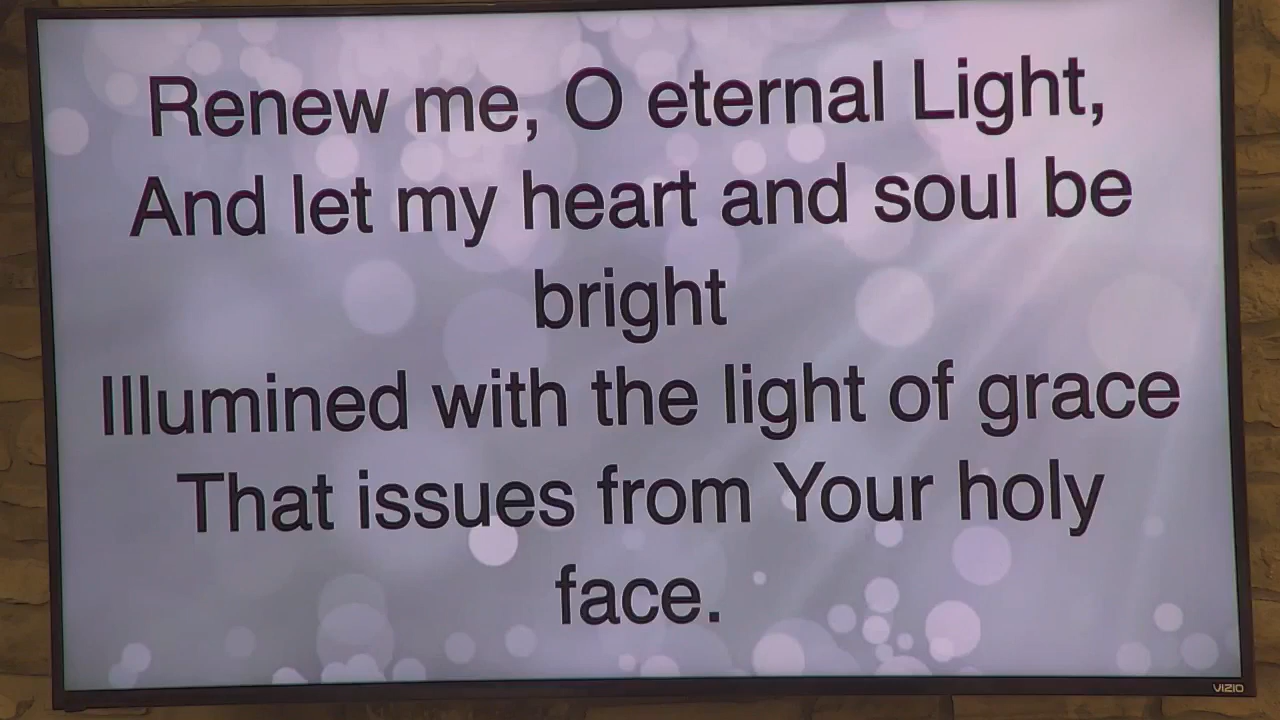 Renew me, O eternal Light,
And let my heart and soul be
bright
Illumined with the light of grace
That issues from Your holy
face.
VIZIO